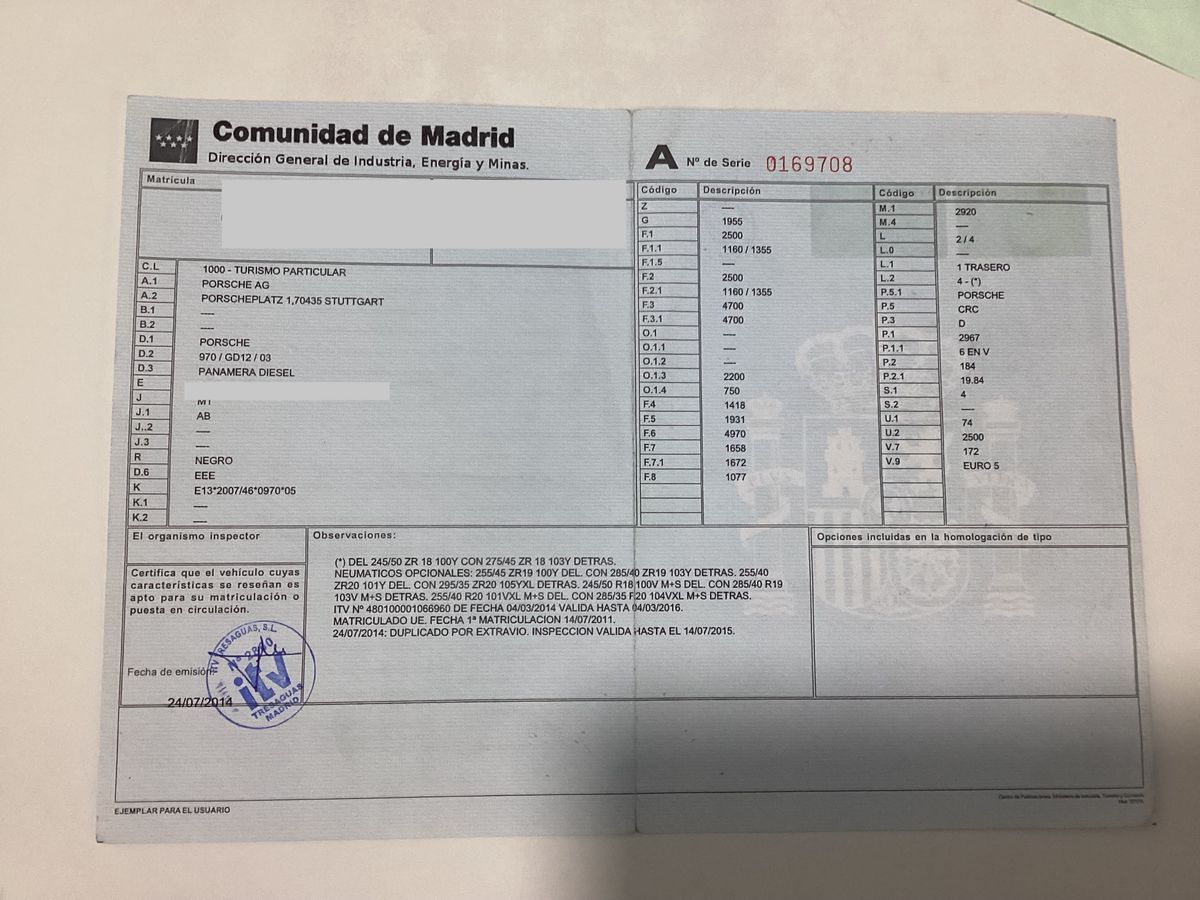 Comunidad de Madrid
Dirección General de Industria, Energía y Minas.
A Nº de Serie 0169708
Matrícula
C.L 1000 - TURISMO PARTICULAR
A.1 PORSCHE AG
A.2 PORSCHEPLATZ 1,70435 STUTTGART
B.1 ----
B.2 ----
D.1 PORSCHE
D.2 970 / GD12 / 03
D.3 PANAMERA DIESEL
E
J M1
J.1 AB
J..2 ----
J.3 ----
R NEGRO
D.6 EEE
K E13*2007/46*0970*05
K.1 ----
K.2 ----
Código Descripción
Z ----
G 1955
F.1 2500
F.1.1 1160 / 1355
F.1.5 ----
F.2 2500
F.2.1 1160 / 1355
F.3 4700
F.3.1 4700
O.1 ----
O.1.1 ----
O.1.2 ----
O.1.3 2200
O.1.4 750
F.4 1418
F.5 1931
F.6 4970
F.7 1658
F.7.1 1672
F.8 1077
Código Descripción
M.1 2920
M.4 ----
L 2 / 4
L.0 ----
L.1 1 TRASERO
L.2 4 - (*)
P.5.1 PORSCHE
P.5 CRC
P.3 D
P.1 2967
P.1.1 6 EN V
P.2 184
P.2.1 19.84
S.1 4
S.2 ----
U.1 74
U.2 2500
V.7 172
V.9 EURO 5
El organismo inspector
Certifica que el vehículo cuyas
características se reseñan es
apto para su matriculación o
puesta en circulación.
Fecha de emisión
24/07/2014
ITV TRESAGUAS, S.L.
Nº 2840
itv
TRESAGUAS
MADRID
Observaciones:
(*) DEL 245/50 ZR 18 100Y CON 275/45 ZR 18 103Y DETRAS.
NEUMATICOS OPCIONALES: 255/45 ZR19 100Y DEL. CON 285/40 ZR19 103Y DETRAS. 255/40
ZR20 101Y DEL. CON 295/35 ZR20 105YXL DETRAS. 245/50 R18 100V M+S DEL. CON 285/40 R19
103V M+S DETRAS. 255/40 R20 101VXL M+S DEL. CON 285/35 R20 104VXL M+S DETRAS.
ITV Nº 480100001066960 DE FECHA 04/03/2014 VALIDA HASTA 04/03/2016.
MATRICULADO UE. FECHA 1ª MATRICULACION 14/07/2011.
24/07/2014: DUPLICADO POR EXTRAVIO. INSPECCION VALIDA HASTA EL 14/07/2015.
Opciones incluidas en la homologación de tipo
EJEMPLAR PARA EL USUARIO